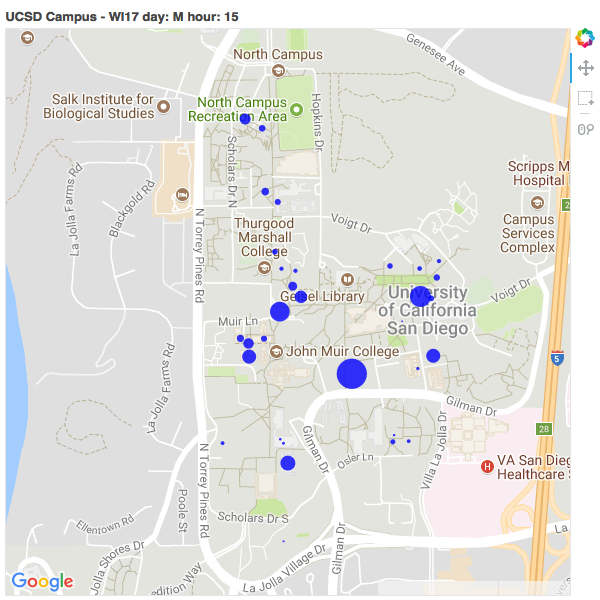 UCSD Campus - WI17 day: M hour: 15
Genesee Ave
North Campus
Salk Institute for
Biological Studies
North Campus
Recreation Area
Hopkins Dr
Scholars Dr N
Scripps M
Hospital
La Jolla Farms Rd
Blackgold Rd
2
N Torrey Pines Rd
Voigt Dr
Campus
Services
Complex
Thurgood
Marshall
College
Geisel Library
University
of California
San Diego
Voigt Dr
Muir Ln
John Muir College
5
La Jolla Farms Rd
Gilman Dr
28
Gilman Dr
Villa La Jolla Dr
Osler Ln
VA San Dieg
Healthcare S
N Torrey Pines Rd
Poole St
Ellentown Rd
Scholars Dr S
La Jolla Shores Dr
Gilman Dr
La
La Jolla Village Dr
edition Way
Google